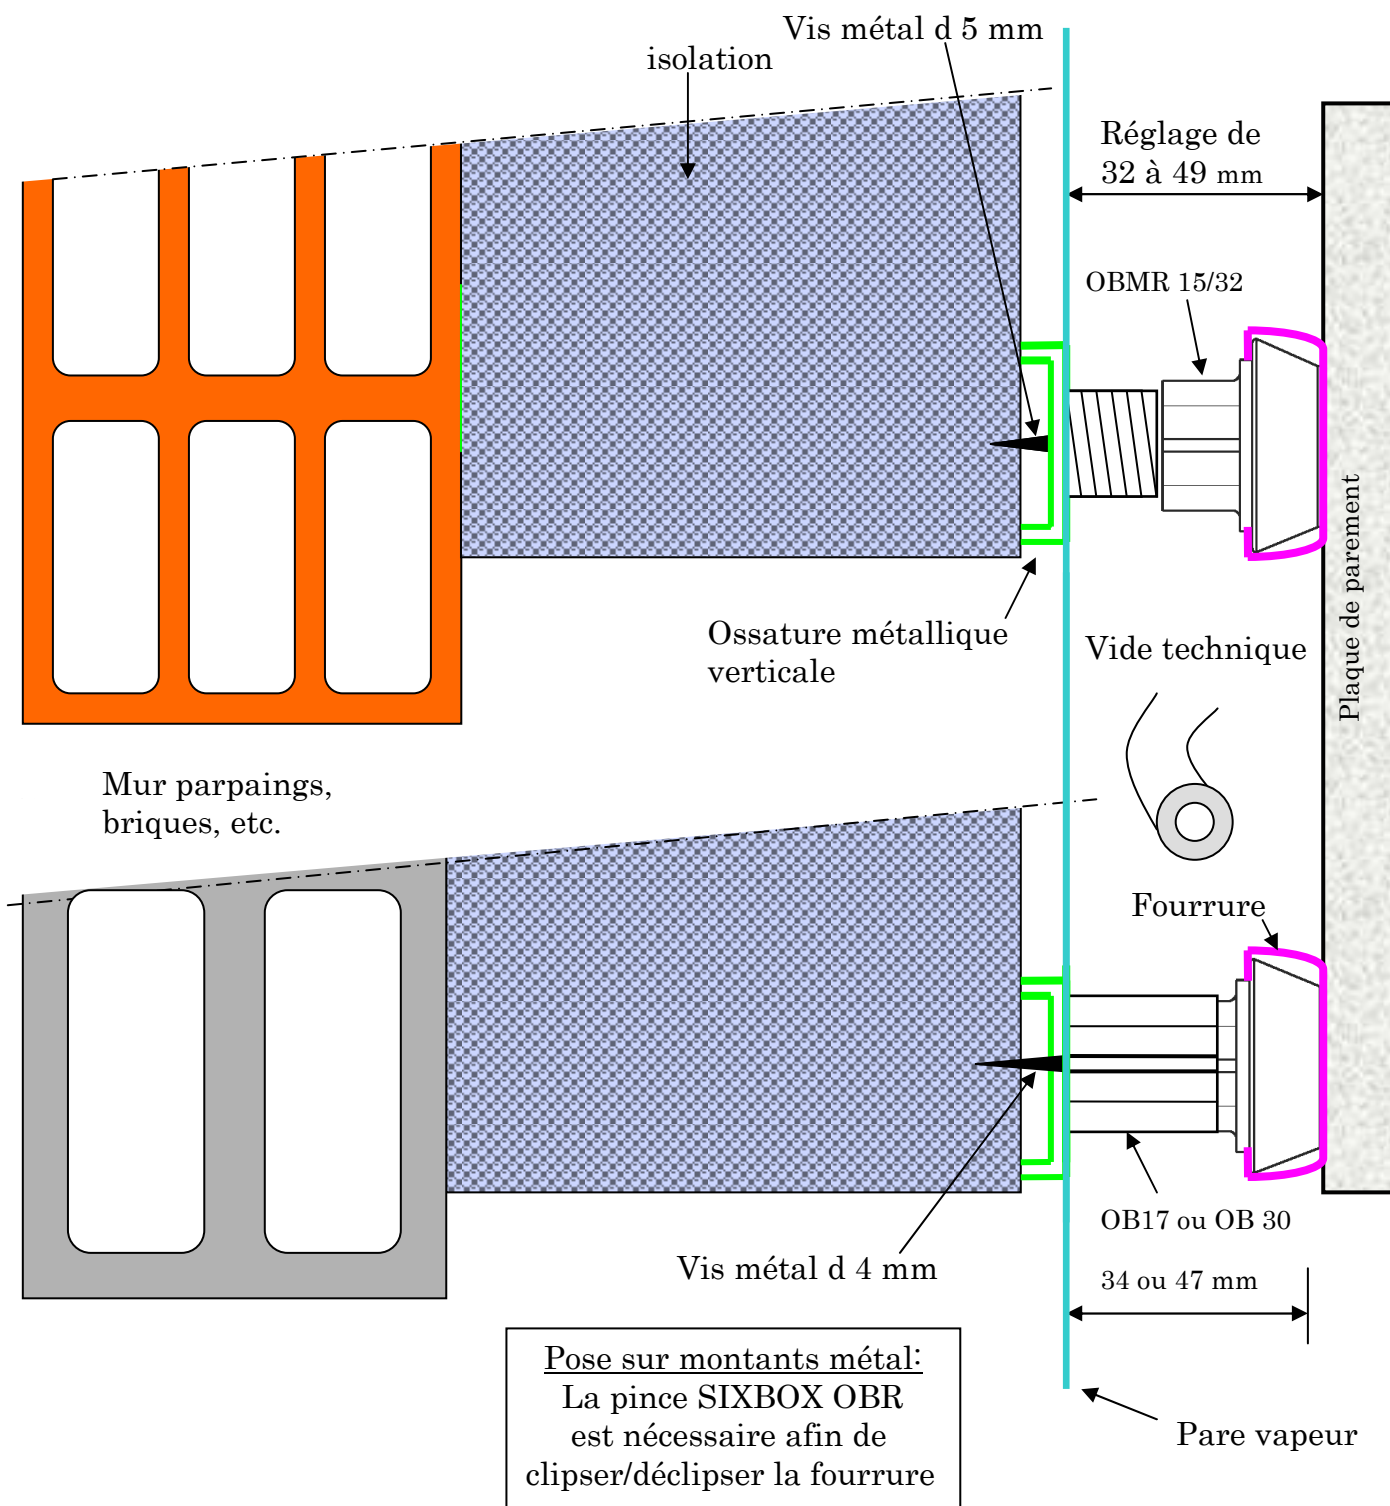 Vis métal d 5 mm
isolation
Réglage de
32 à 49 mm
OBMR 15/32
Plaque de parement
Ossature métallique
verticale
Vide technique
Mur parpaings,
briques, etc.
Fourrure
OB17 ou OB 30
Vis métal d 4 mm
34 ou 47 mm
Pose sur montants métal:
La pince SIXBOX OBR
est nécessaire afin de
clipser/déclipser la fourrure
Pare vapeur